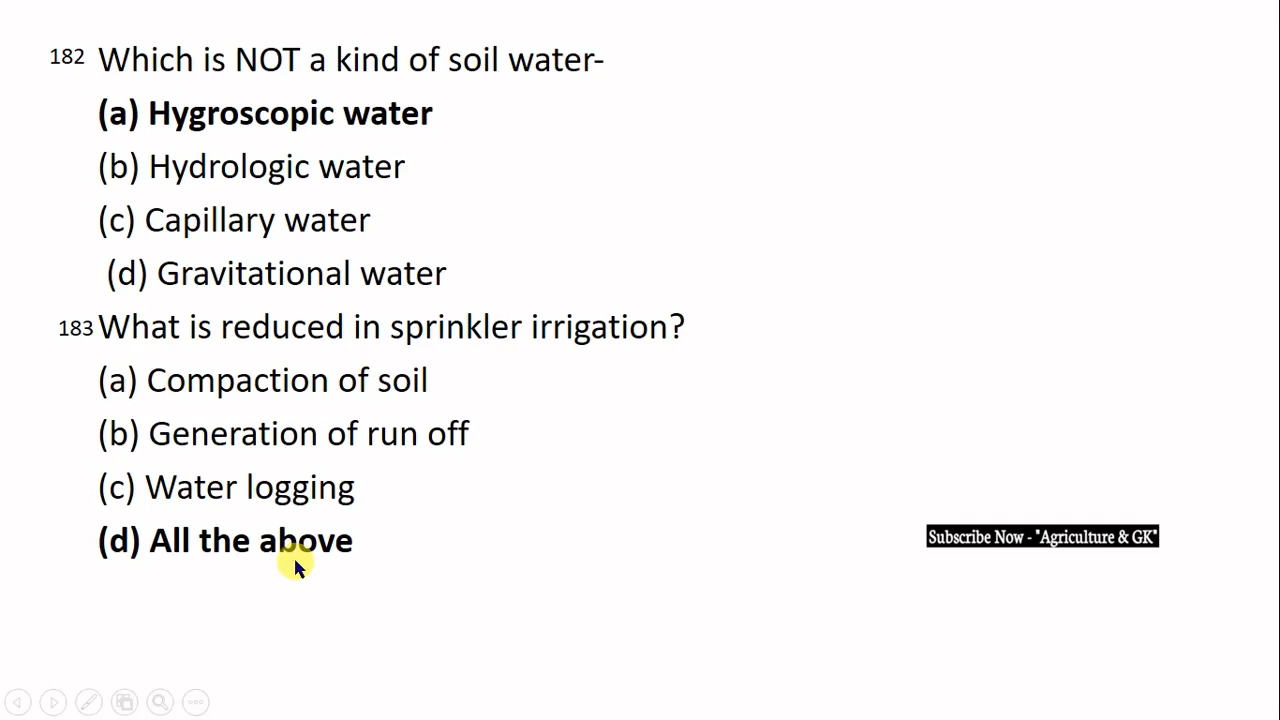 182 Which is NOT a kind of soil water-
(a) Hygroscopic water
(b) Hydrologic water
(c) Capillary water
(d) Gravitational water
183 What is reduced in sprinkler irrigation?
(a) Compaction of soil
(b) Generation of run off
(c) Water logging
(d) All the above
Subscribe Now - "Agriculture & GK"